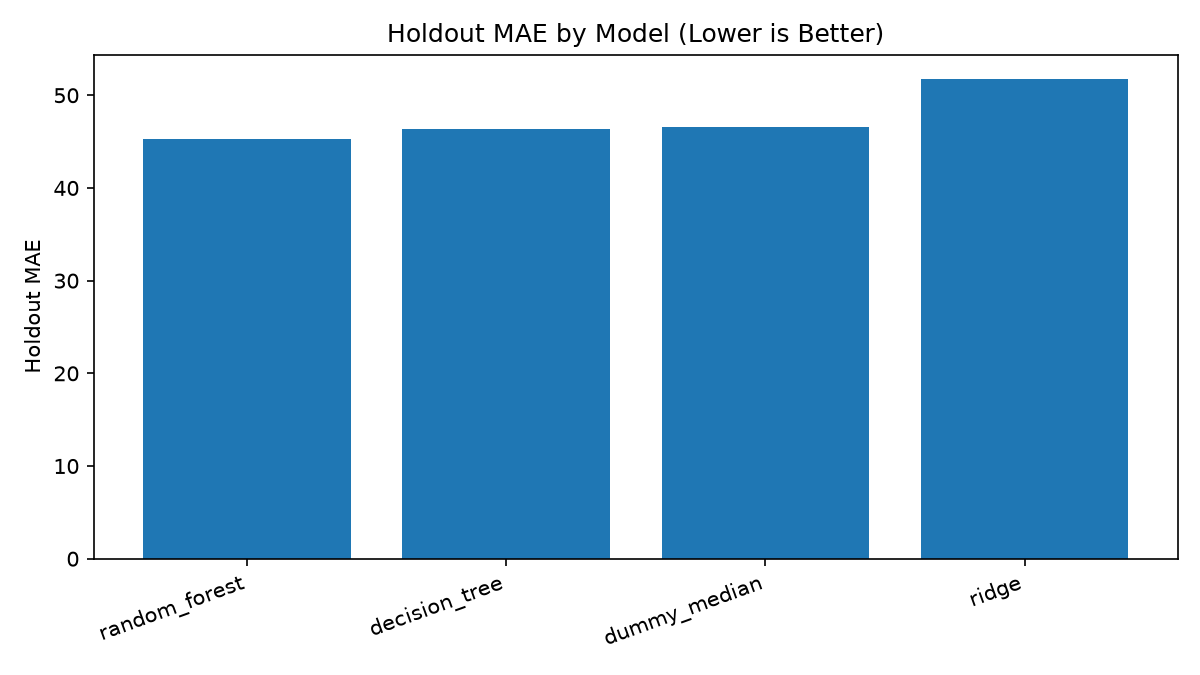 Holdout MAE by Model (Lower is Better)
Holdout MAE
50
40
30
20
10
0
random_forest
decision_tree
dummy_median
ridge